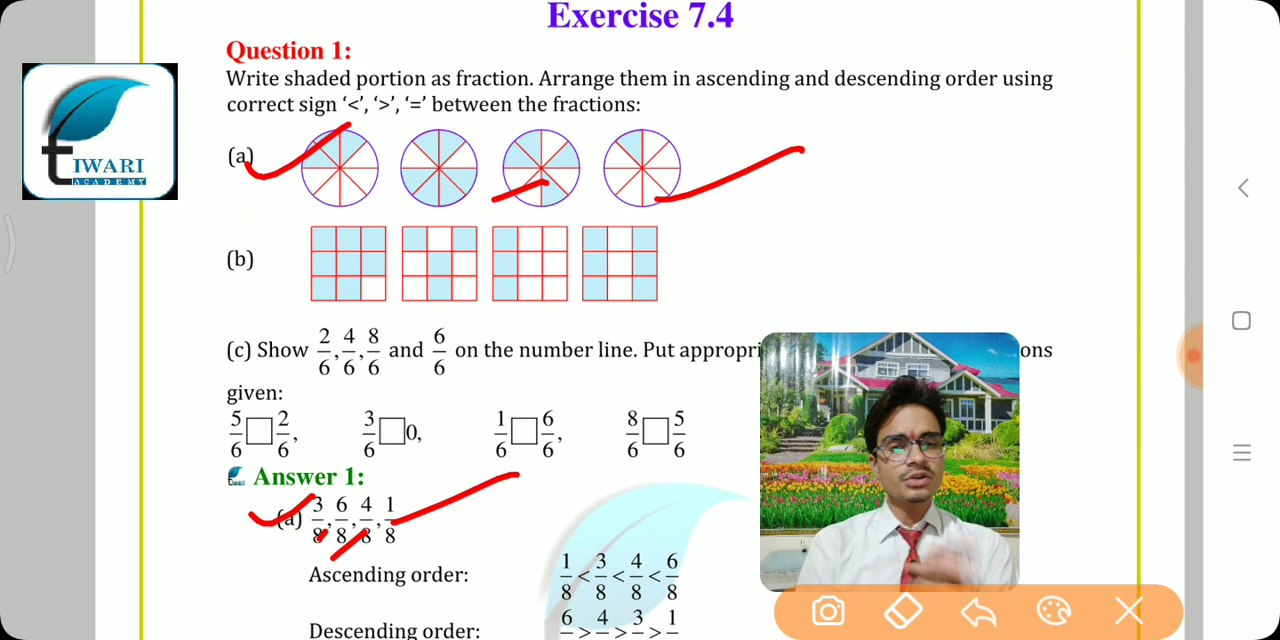 Exercise 7.4
Question 1:
Write shaded portion as fraction. Arrange them in ascending and descending order using
correct sign ‘<’, ‘>’, ‘=’ between the fractions:
(a)
(b)
(c) Show 2/6, 4/6, 8/6 and 6/6 on the number line. Put appropri ons
given:
5/6 □ 2/6, 3/6 □ 0, 1/6 □ 6/6, 8/6 □ 5/6
Answer 1:
(a) 3/8, 6/8, 4/8, 1/8
Ascending order: 1/8 < 3/8 < 4/8 < 6/8
Descending order: 6 > 4 > 3 > 1
tIWARI
ACADEMY